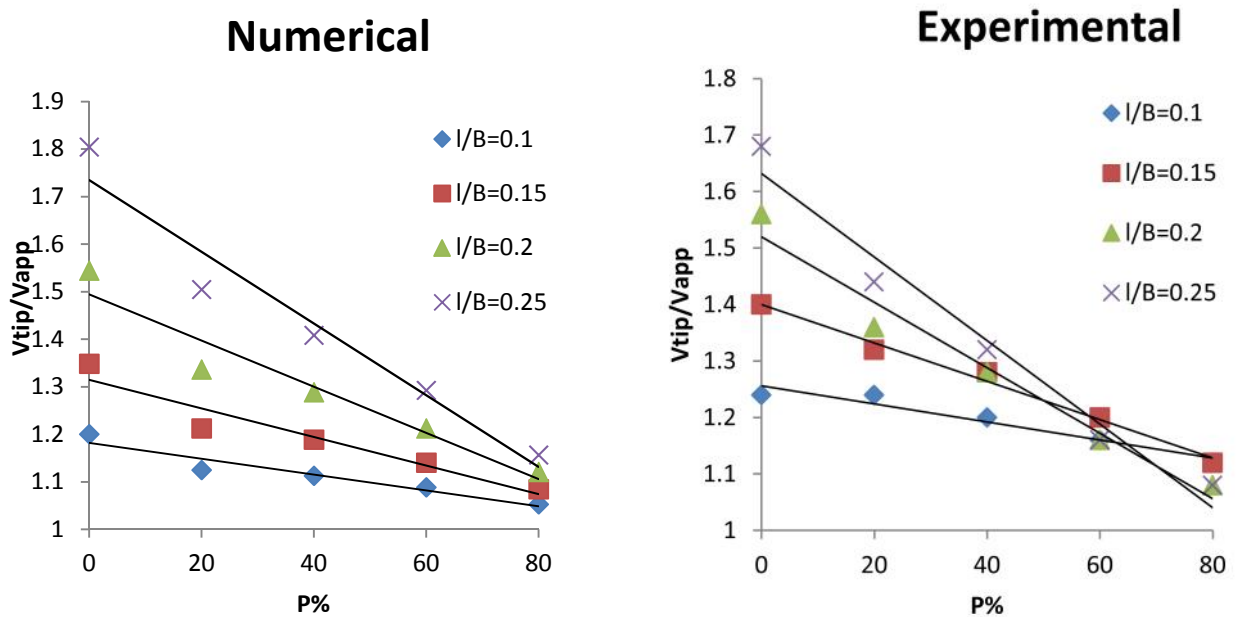 Numerical
Vtip/Vapp
1.9
1.8
1.7
1.6
1.5
1.4
1.3
1.2
1.1
1
0 20 40 60 80
P%
l/B=0.1
l/B=0.15
l/B=0.2
l/B=0.25
Experimental
Vtip/Vapp
1.8
1.7
1.6
1.5
1.4
1.3
1.2
1.1
1
0 20 40 60 80
P%
l/B=0.1
l/B=0.15
l/B=0.2
l/B=0.25